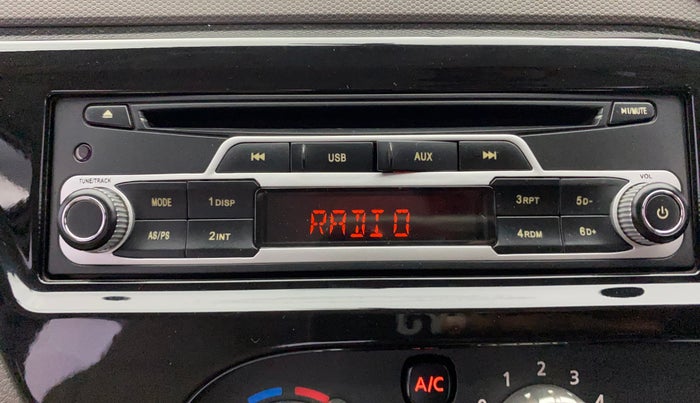 ⏏ ⏯/MUTE
⏮ USB AUX ⏭
TUNE/TRACK VOL
MODE 1 DISP 3 RPT 5 D-
RADIO
AS/PS 2 INT 4 RDM 6 D+
A/C
1 2 3 4